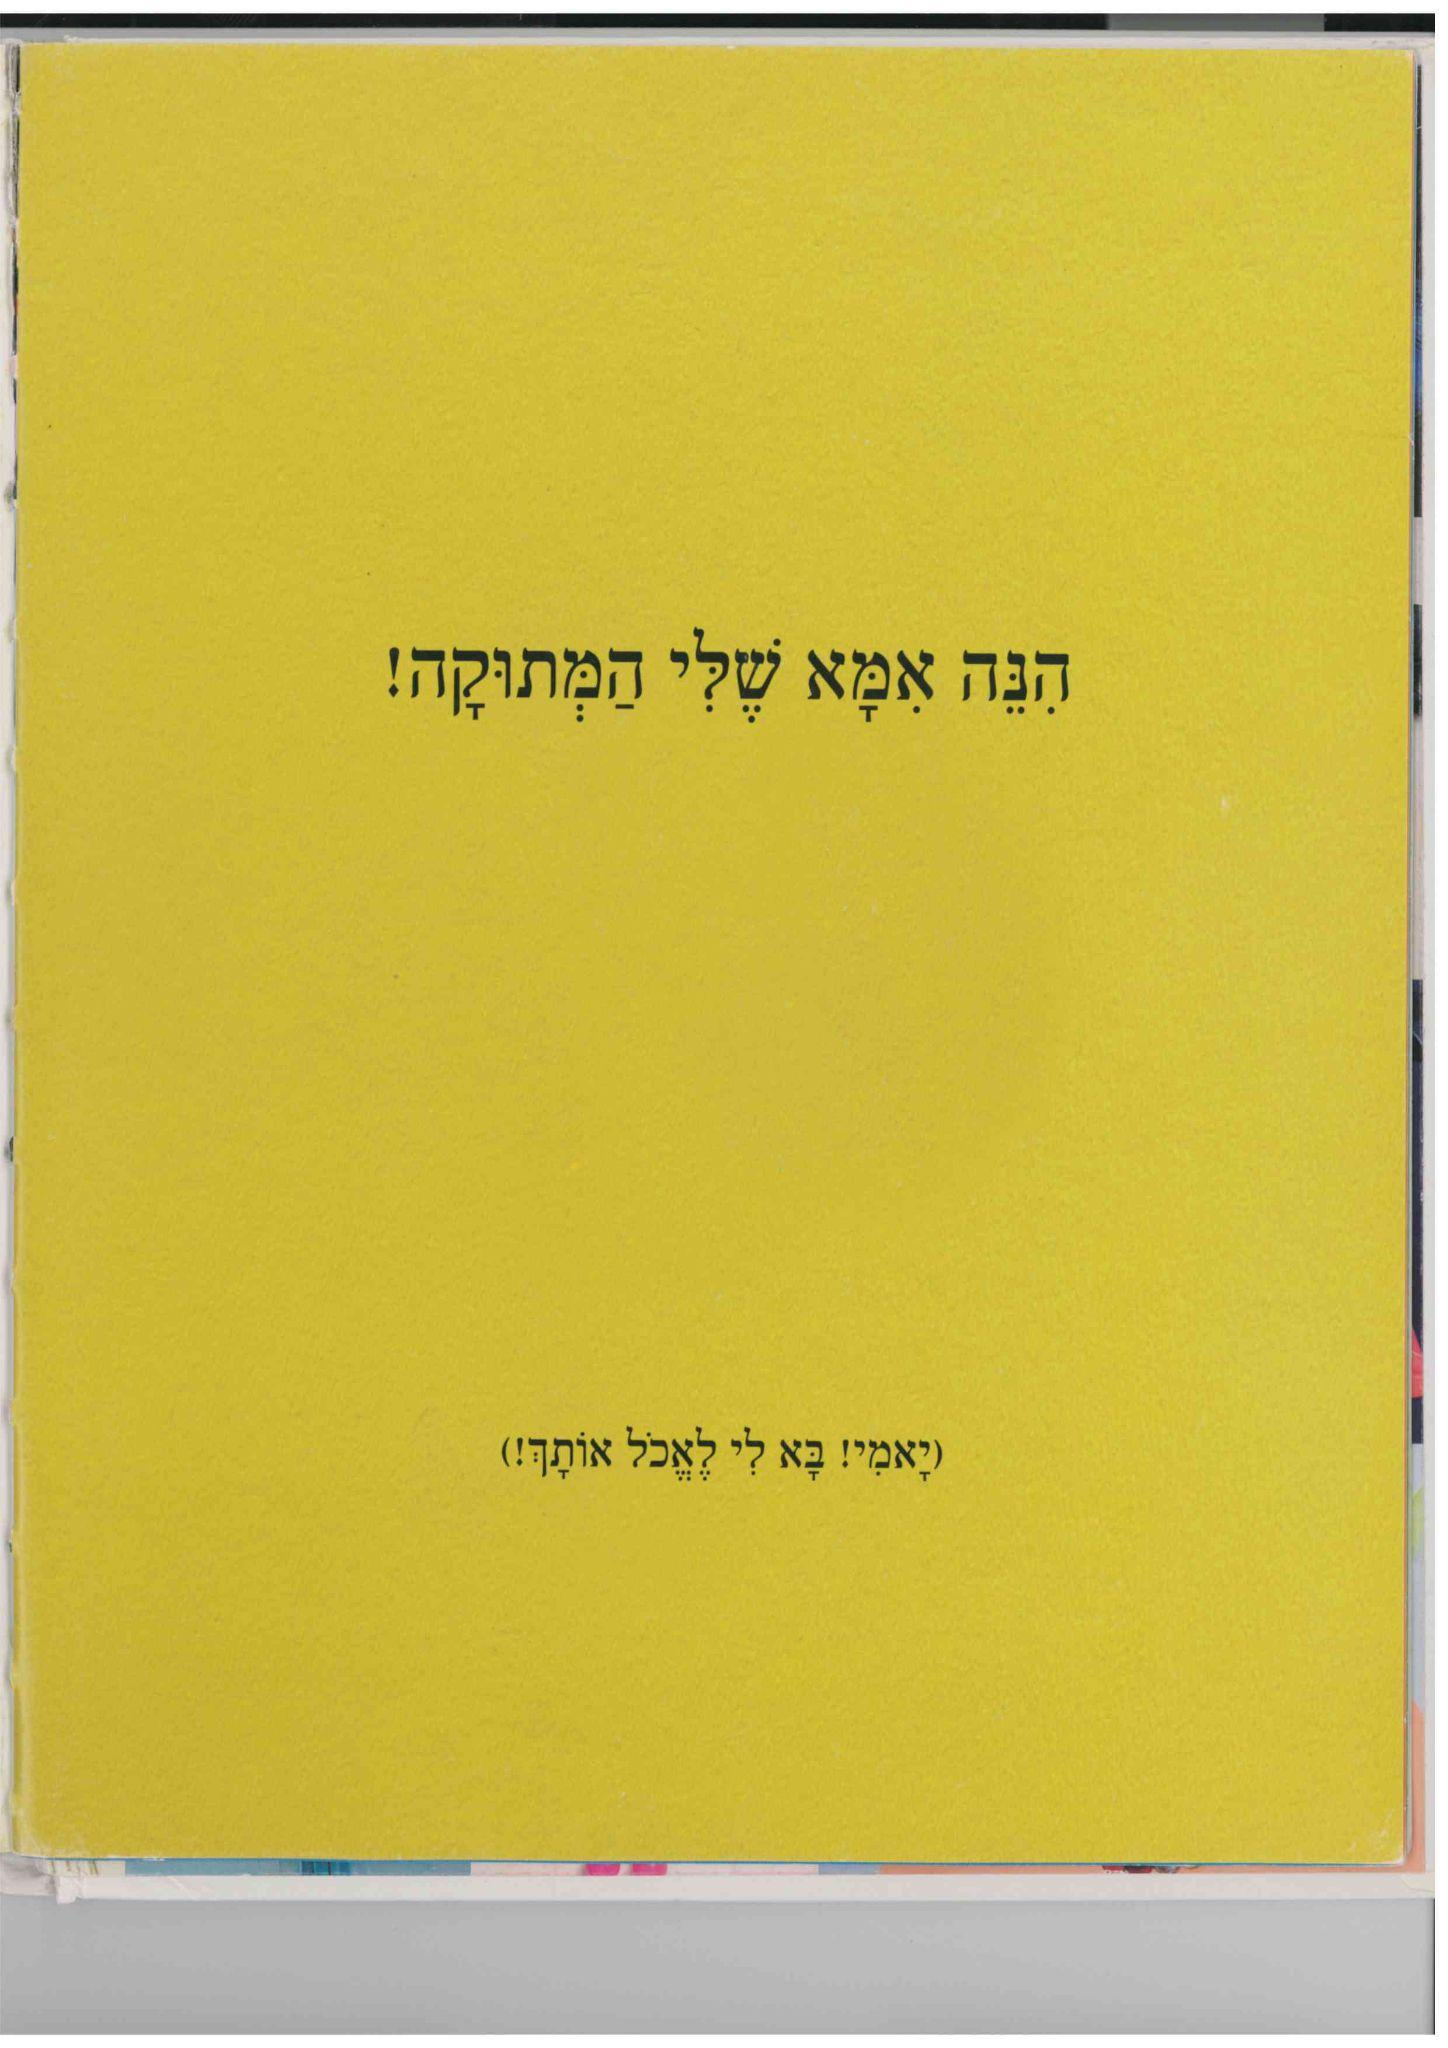 הִנֵּה אִמָּא שֶׁלִּי הַמְּתוּקָה!
(יָאמִי! בָּא לִי לֶאֱכֹל אוֹתָךְ!)